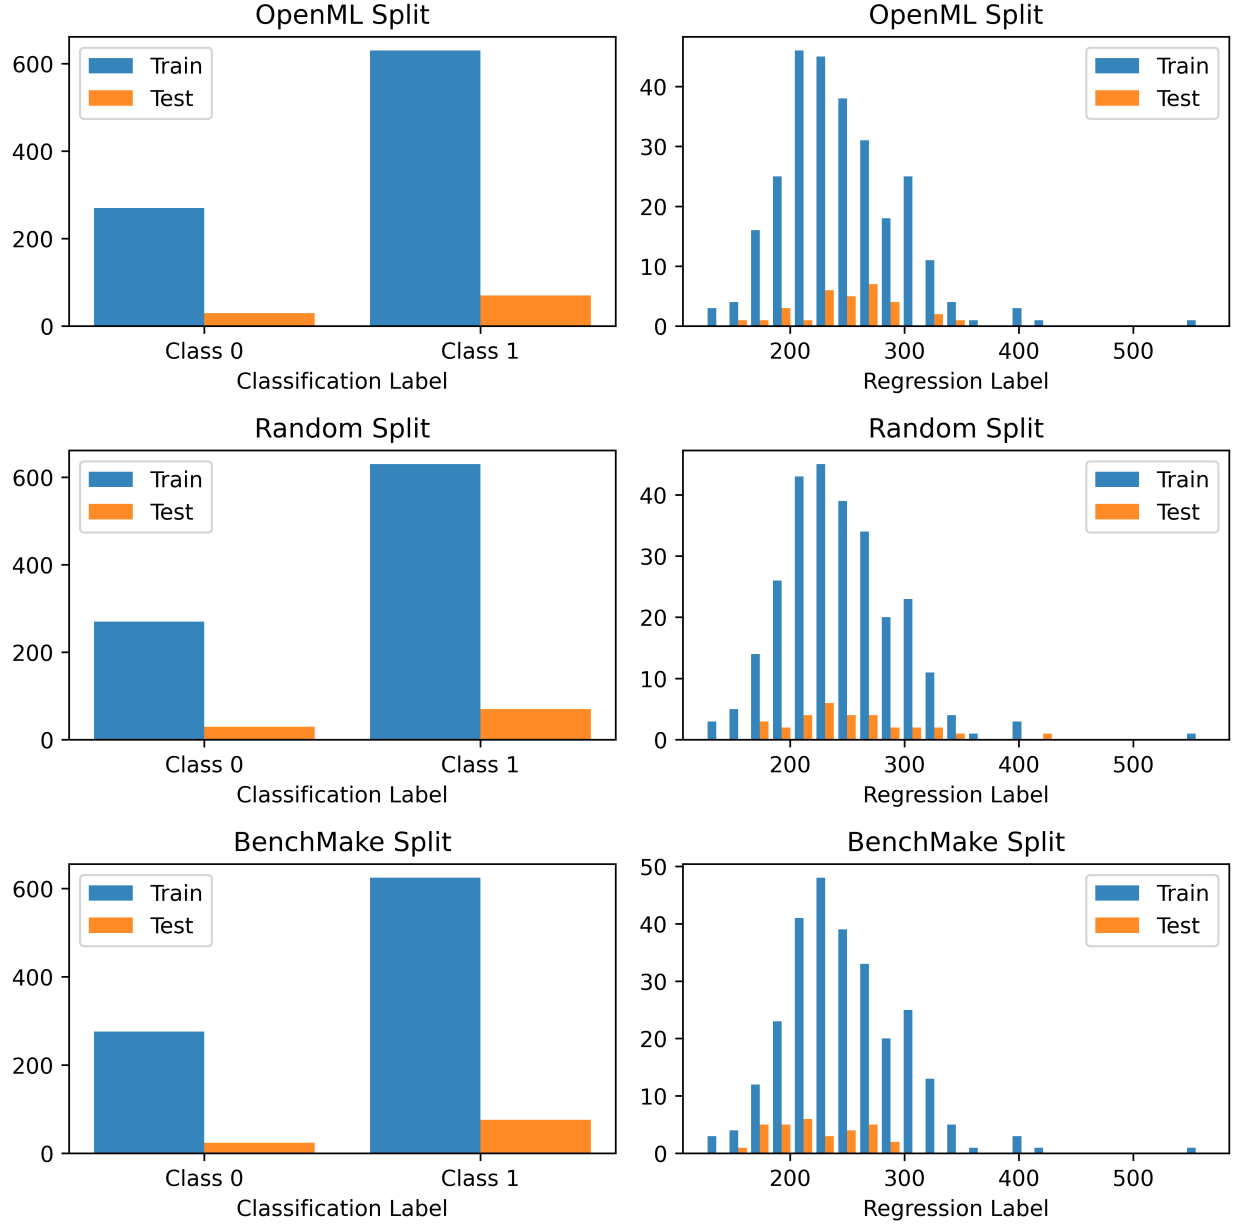 OpenML Split
600
400
200
0
Train
Test
Class 0
Class 1
Classification Label
OpenML Split
40
30
20
10
0
Train
Test
200
300
400
500
Regression Label
Random Split
600
400
200
0
Train
Test
Class 0
Class 1
Classification Label
Random Split
40
30
20
10
0
Train
Test
200
300
400
500
Regression Label
BenchMake Split
600
400
200
0
Train
Test
Class 0
Class 1
Classification Label
BenchMake Split
50
40
30
20
10
0
Train
Test
200
300
400
500
Regression Label